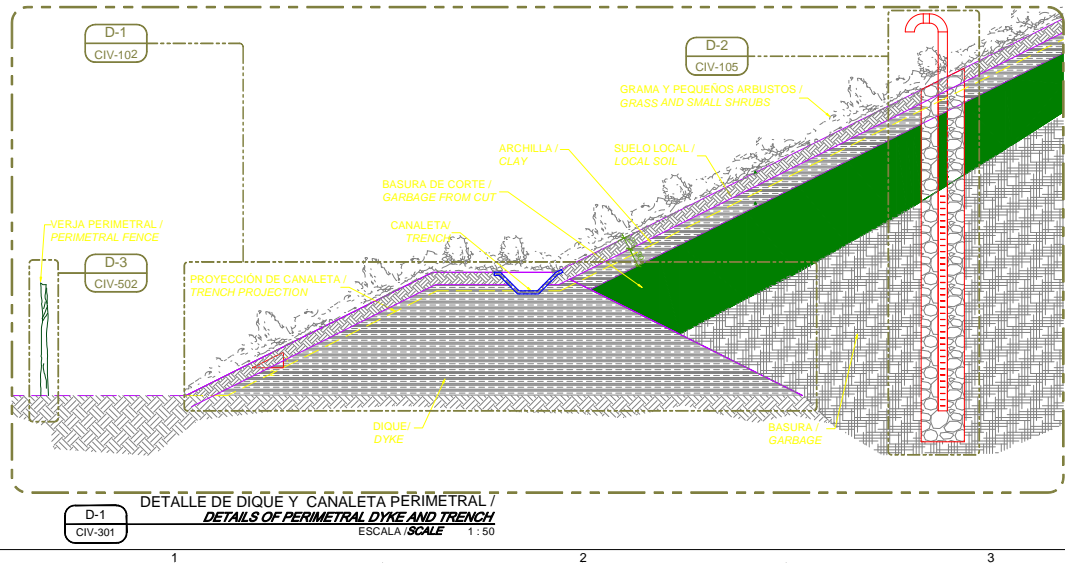 D-1
CIV-102
D-2
CIV-105
GRAMA Y PEQUEÑOS ARBUSTOS /
GRASS AND SMALL SHRUBS
ARCHILLA /
CLAY
SUELO LOCAL /
LOCAL SOIL
BASURA DE CORTE /
GARBAGE FROM CUT
CANALETA/
TRENCH
VERJA PERIMETRAL /
PERIMETRAL FENCE
D-3
CIV-502
PROYECCIÓN DE CANALETA /
TRENCH PROJECTION
DIQUE/
DYKE
BASURA /
GARBAGE
D-1
CIV-301
DETALLE DE DIQUE Y CANALETA PERIMETRAL /
DETAILS OF PERIMETRAL DYKE AND TRENCH
ESCALA /SCALE 1 : 50
1 2 3